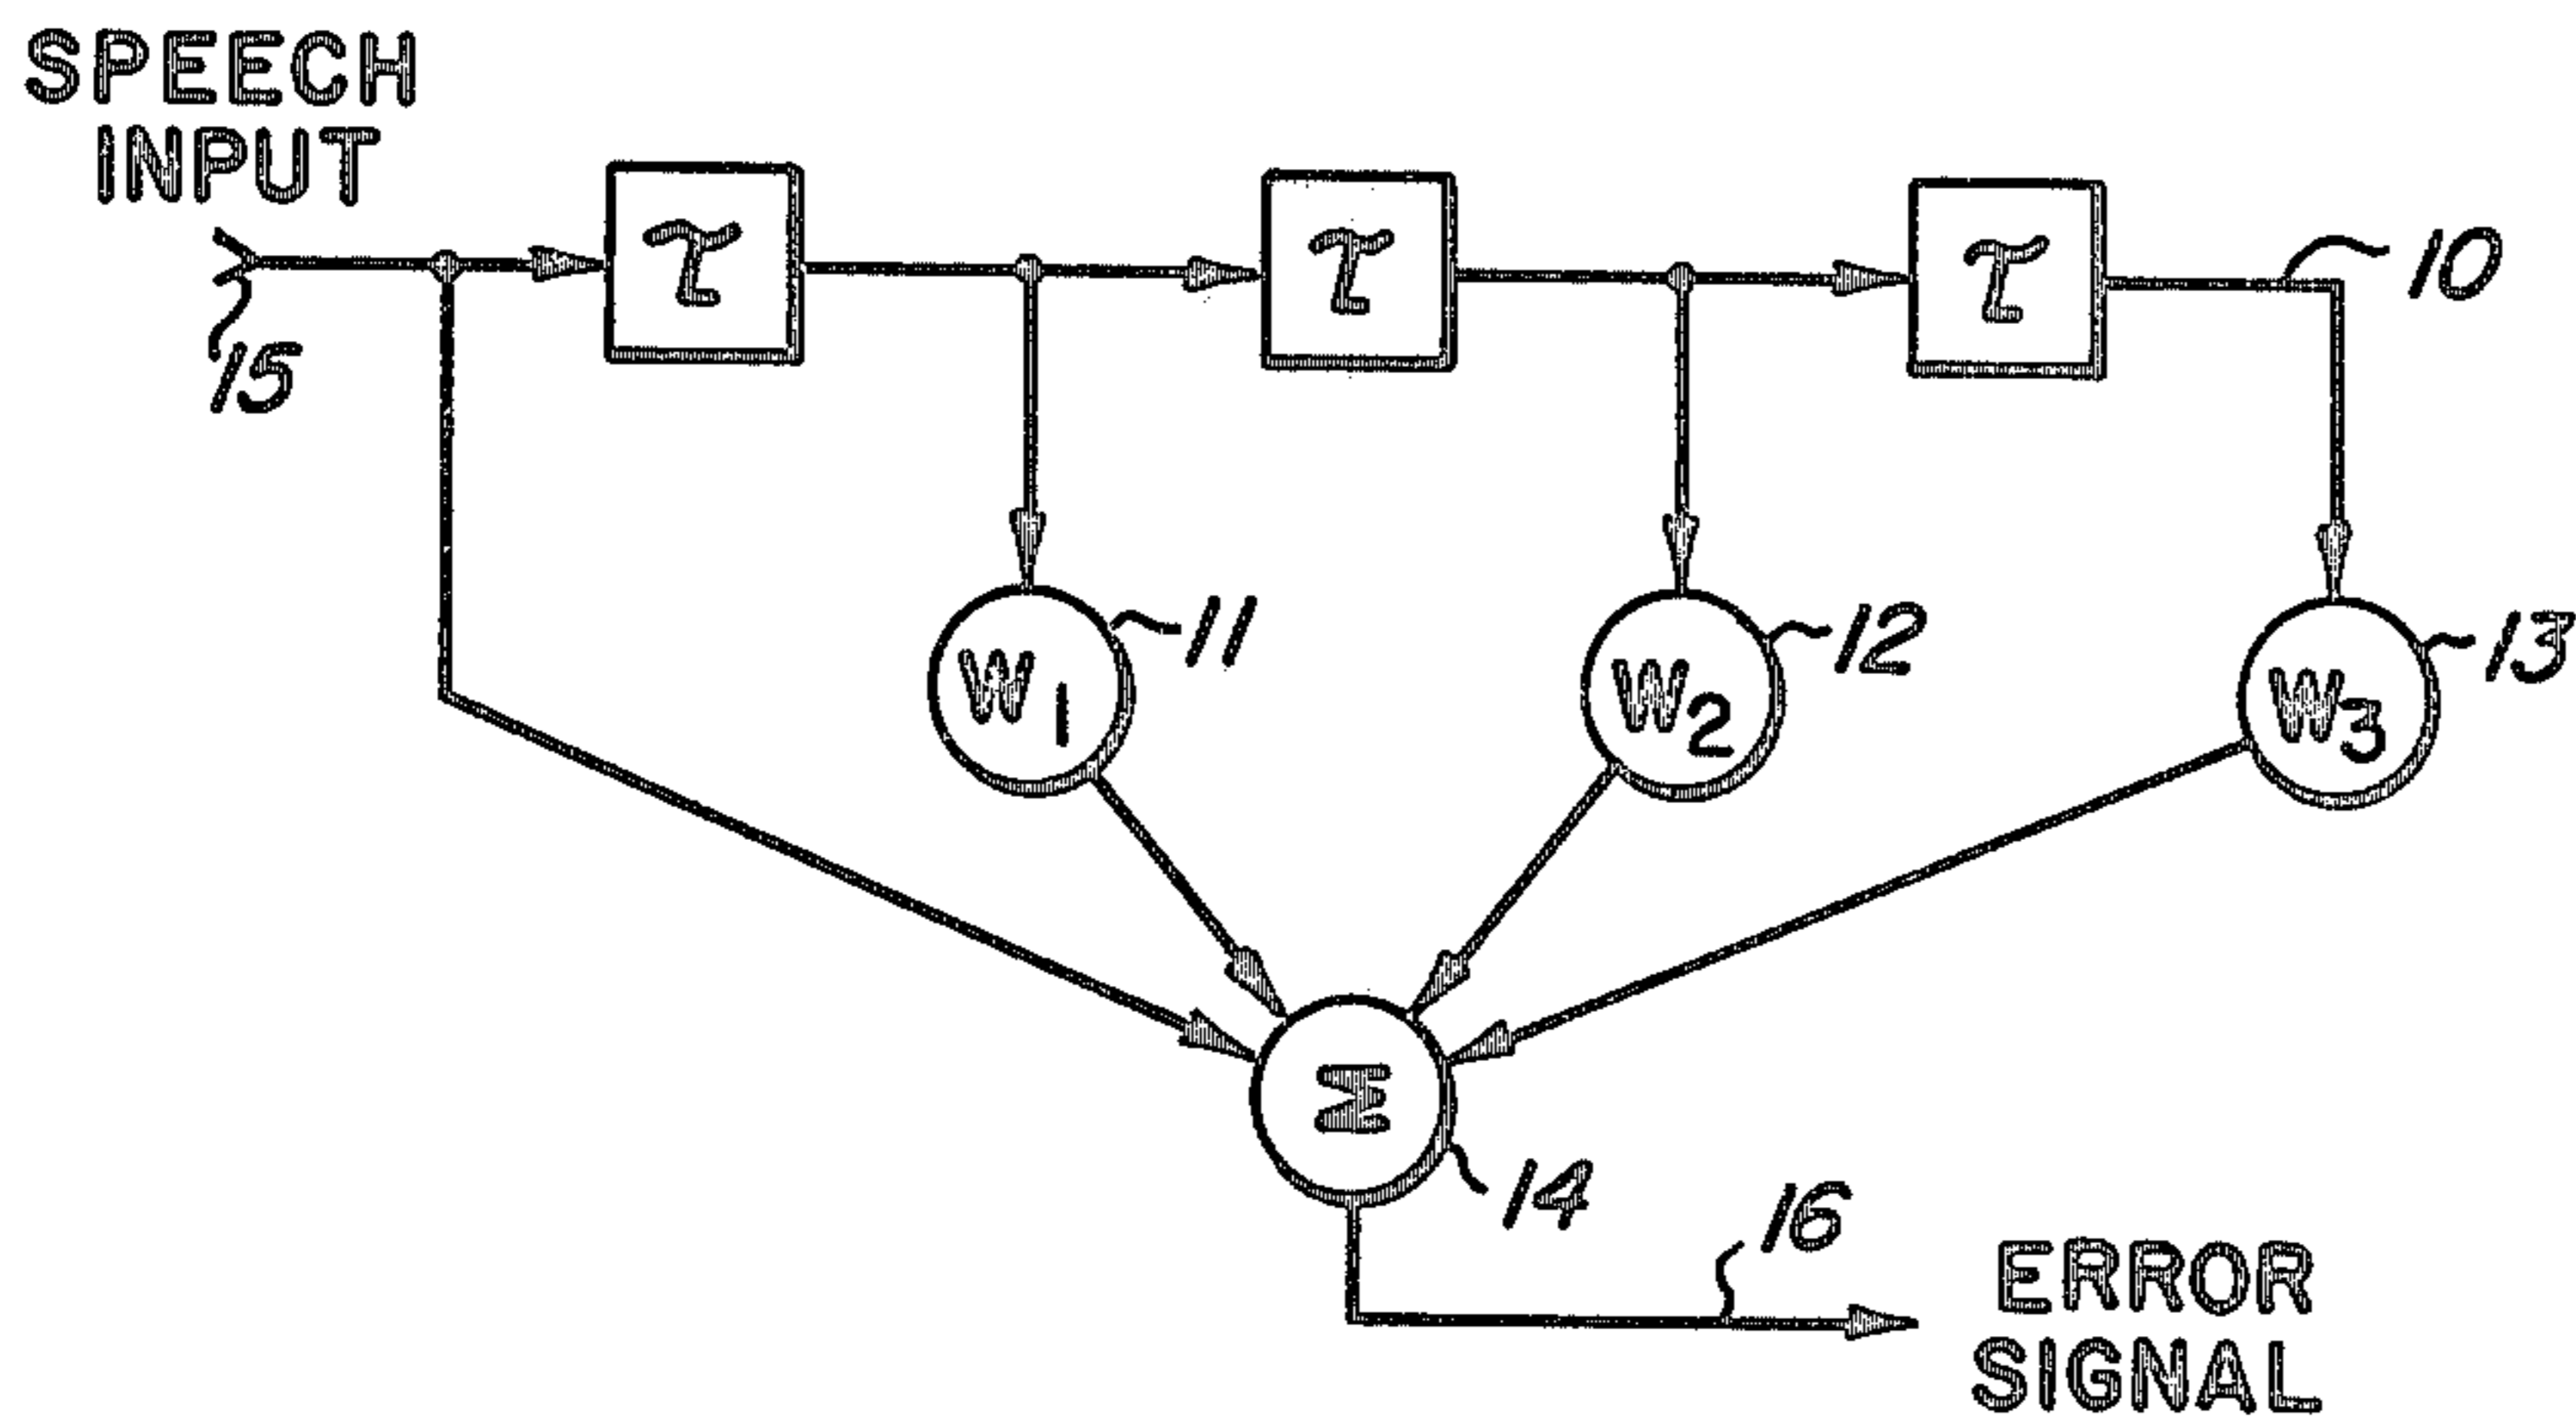 SPEECH
INPUT
τ
τ
τ
10
15
W1
11
W2
12
W3
13
Σ
14
16
ERROR
SIGNAL